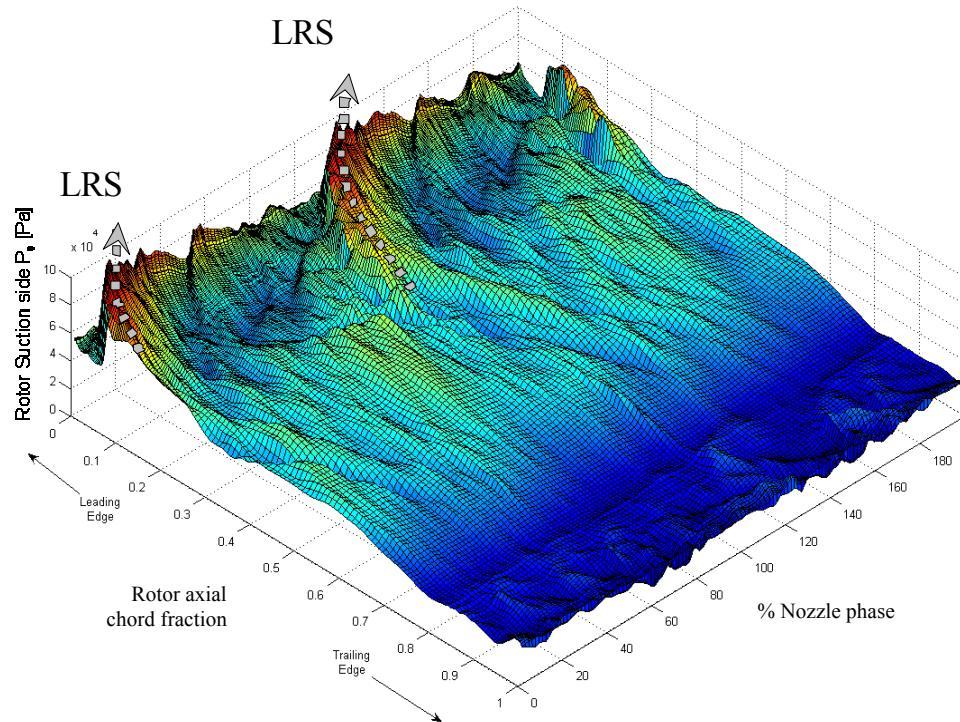 LRS
LRS
Rotor Suction side P, [Pa]
x 10 4
10
8
6
4
2
0
0
0.1
0.2
0.3
0.4
0.5
0.6
0.7
0.8
0.9
1
Leading
Edge
Rotor axial
chord fraction
Trailing
Edge
0
20
40
60
80
100
120
140
160
180
% Nozzle phase